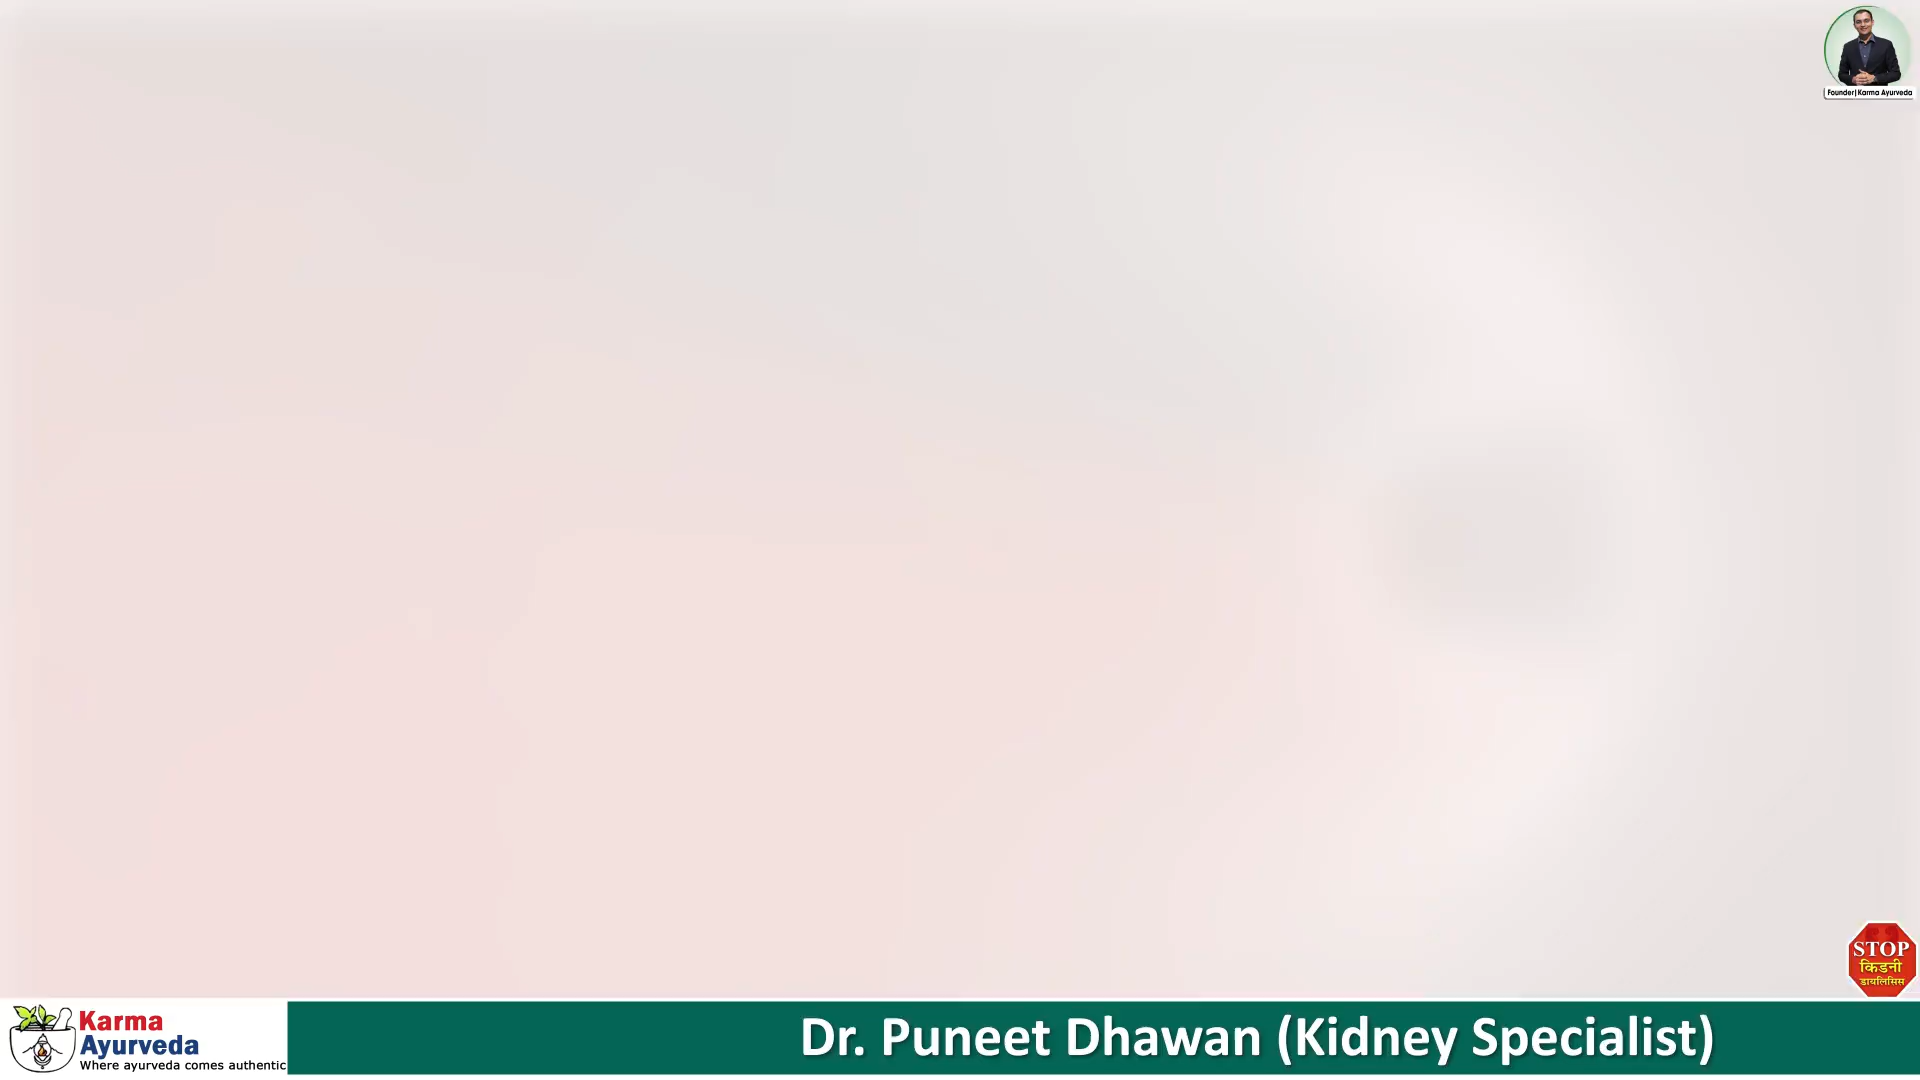 Founder|Karma Ayurveda
STOP
किडनी
डायलिसिस
Karma
Ayurveda
Where ayurveda comes authentic
Dr. Puneet Dhawan (Kidney Specialist)